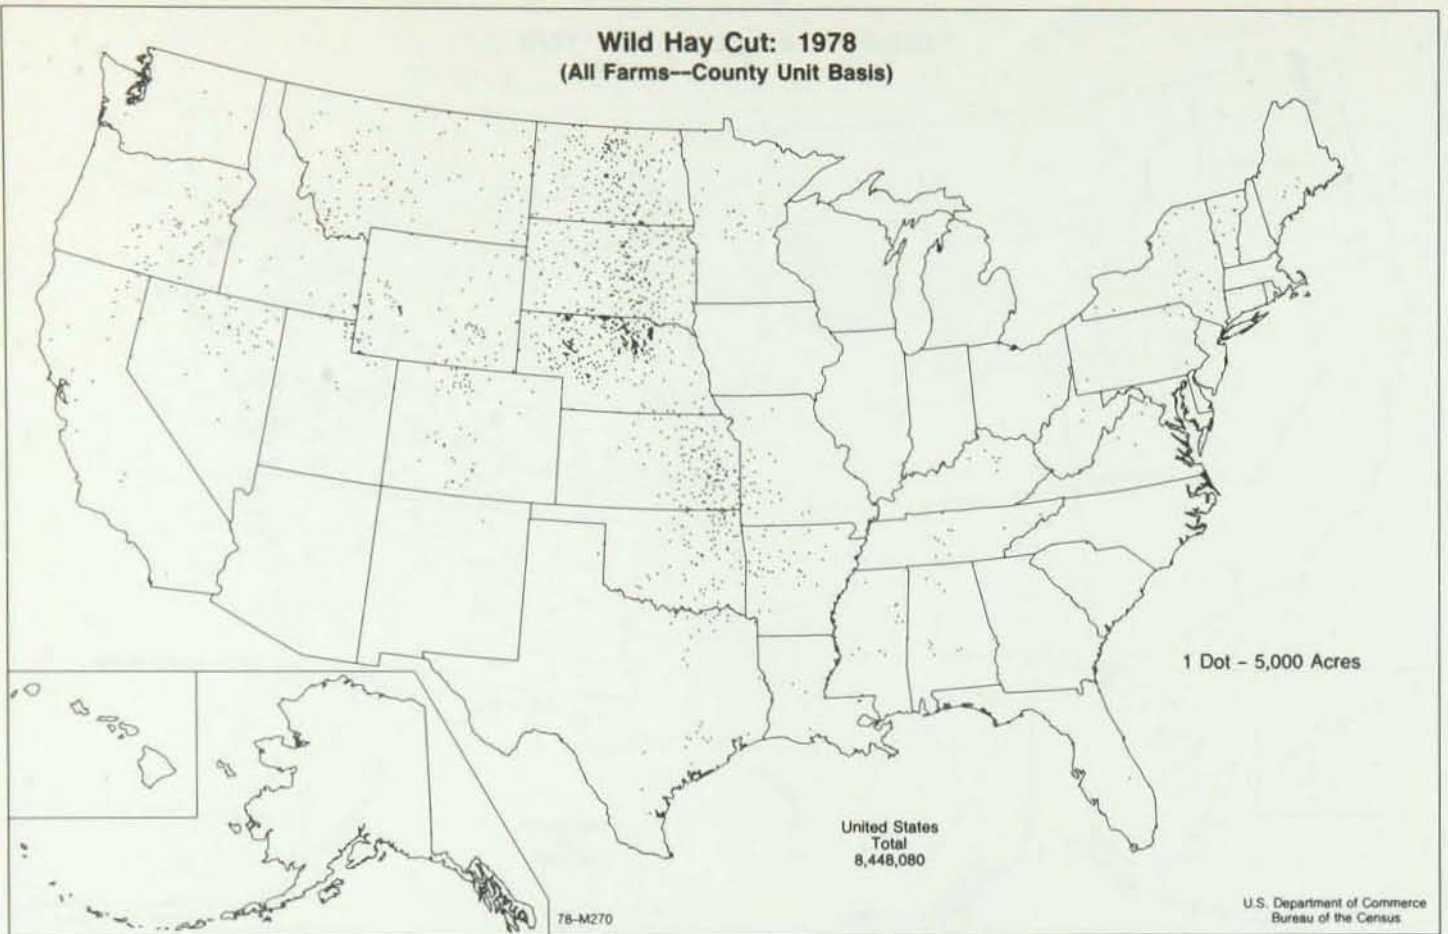 Wild Hay Cut: 1978
(All Farms--County Unit Basis)
1 Dot - 5,000 Acres
United States
Total
8,448,080
78-M270
U.S. Department of Commerce
Bureau of the Census